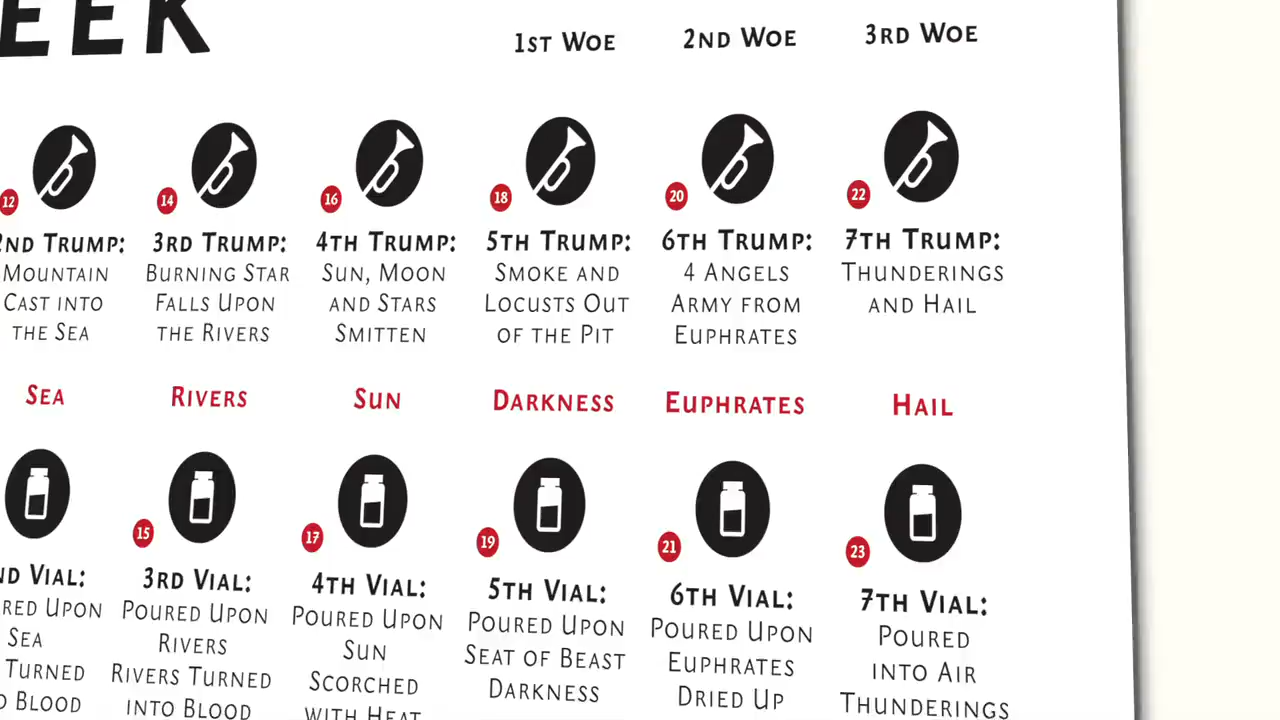 EEK
1ST WOE
2ND WOE
3RD WOE
12
14
16
18
20
22
2ND TRUMP:
MOUNTAIN
CAST INTO
THE SEA
3RD TRUMP:
BURNING STAR
FALLS UPON
THE RIVERS
4TH TRUMP:
SUN, MOON
AND STARS
SMITTEN
5TH TRUMP:
SMOKE AND
LOCUSTS OUT
OF THE PIT
6TH TRUMP:
4 ANGELS
ARMY FROM
EUPHRATES
7TH TRUMP:
THUNDERINGS
AND HAIL
SEA
RIVERS
SUN
DARKNESS
EUPHRATES
HAIL
15
17
19
21
23
ND VIAL:
RED UPON
SEA
TURNED
BLOOD
3RD VIAL:
POURED UPON
RIVERS
RIVERS TURNED
INTO BLOOD
4TH VIAL:
POURED UPON
SUN
SCORCHED
WITH HEAT
5TH VIAL:
POURED UPON
SEAT OF BEAST
DARKNESS
6TH VIAL:
POURED UPON
EUPHRATES
DRIED UP
7TH VIAL:
POURED
INTO AIR
THUNDERINGS